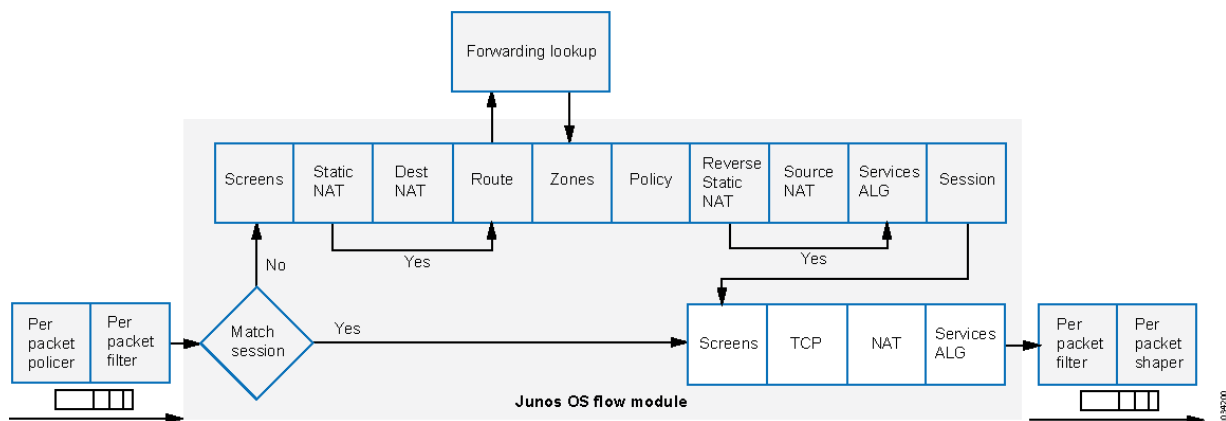 Forwarding lookup
Screens
Static
NAT
Dest
NAT
Route
Zones
Policy
Reverse
Static
NAT
Source
NAT
Services
ALG
Session
No
Yes
Yes
Per
packet
policer
Per
packet
filter
Match
session
Yes
Screens
TCP
NAT
Services
ALG
Per
packet
filter
Per
packet
shaper
Junos OS flow module
034200